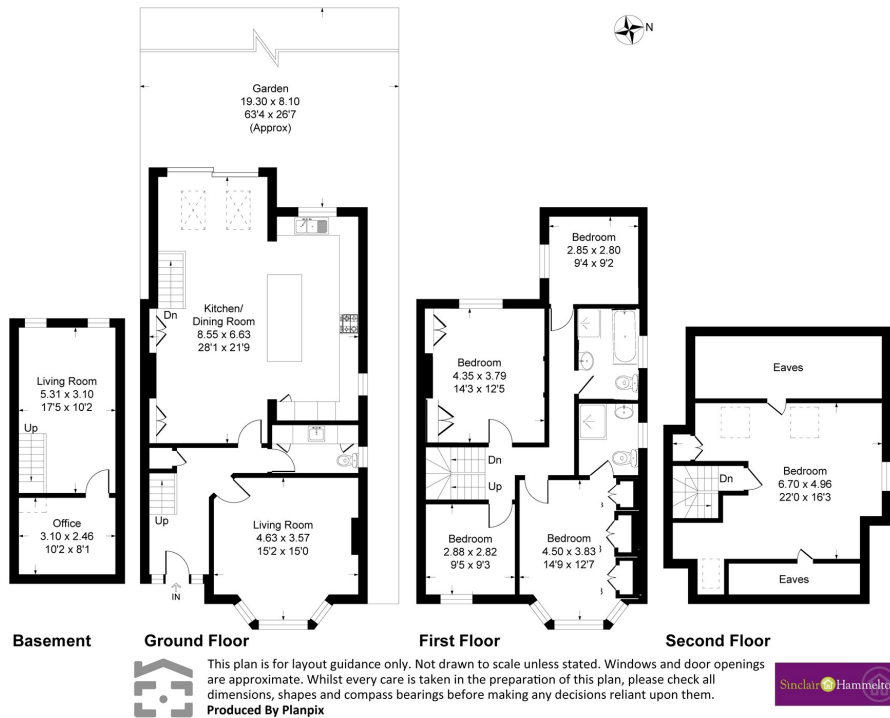 N
Garden
19.30 x 8.10
63'4 x 26'7
(Approx)
Dn
Kitchen/
Dining Room
8.55 x 6.63
28'1 x 21'9
Living Room
5.31 x 3.10
17'5 x 10'2
Up
Office
3.10 x 2.46
10'2 x 8'1
Up
Living Room
4.63 x 3.57
15'2 x 15'0
IN
Bedroom
2.85 x 2.80
9'4 x 9'2
Bedroom
4.35 x 3.79
14'3 x 12'5
Dn
Up
Bedroom
2.88 x 2.82
9'5 x 9'3
Bedroom
4.50 x 3.83
14'9 x 12'7
Eaves
Bedroom
6.70 x 4.96
22'0 x 16'3
Dn
Eaves
Basement
Ground Floor
First Floor
Second Floor
This plan is for layout guidance only. Not drawn to scale unless stated. Windows and door openings
are approximate. Whilst every care is taken in the preparation of this plan, please check all
dimensions, shapes and compass bearings before making any decisions reliant upon them.
Produced By Planpix
Sinclair Hammelto